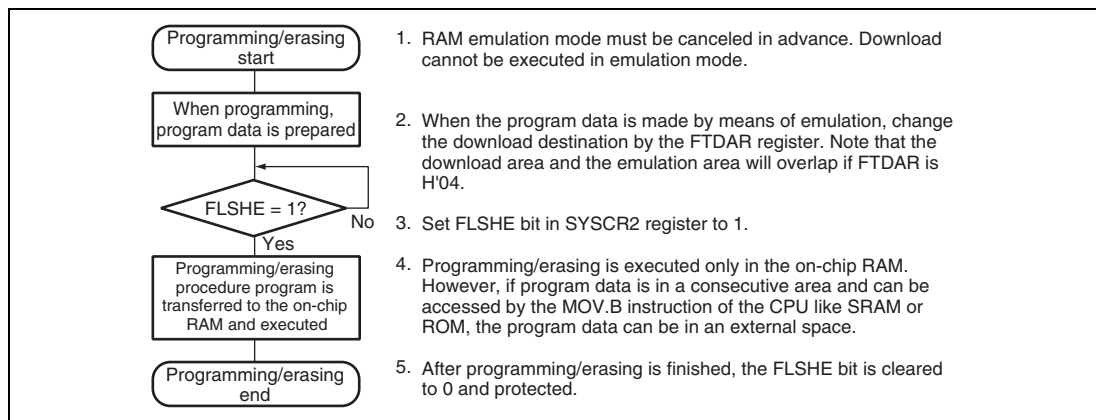 Programming/erasing
start
When programming,
program data is prepared
FLSHE = 1?
No
Yes
Programming/erasing
procedure program is
transferred to the on-chip
RAM and executed
Programming/erasing
end
1. RAM emulation mode must be canceled in advance. Download
cannot be executed in emulation mode.
2. When the program data is made by means of emulation, change
the download destination by the FTDAR register. Note that the
download area and the emulation area will overlap if FTDAR is
H'04.
3. Set FLSHE bit in SYSCR2 register to 1.
4. Programming/erasing is executed only in the on-chip RAM.
However, if program data is in a consecutive area and can be
accessed by the MOV.B instruction of the CPU like SRAM or
ROM, the program data can be in an external space.
5. After programming/erasing is finished, the FLSHE bit is cleared
to 0 and protected.